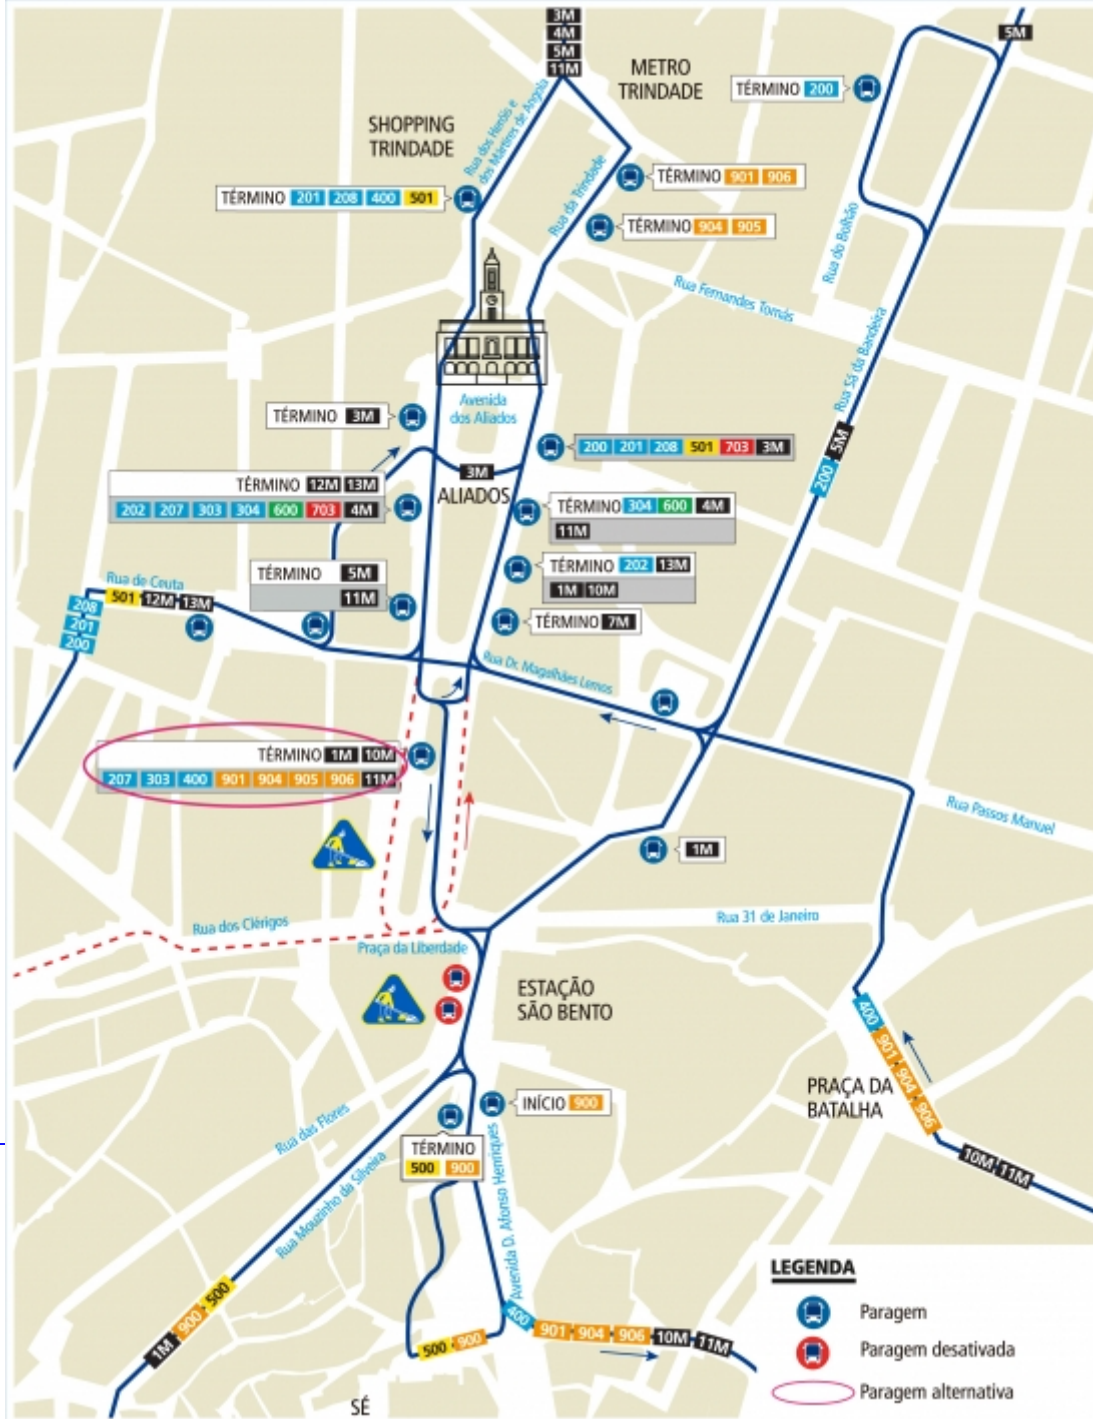 3M
4M
5M
11M
5M
METRO
TRINDADE
TÉRMINO 200
SHOPPING
TRINDADE
Rua dos Heróis e
dos Mártires de Angola
TÉRMINO 901 906
TÉRMINO 201 208 400 501
Rua da Trindade
TÉRMINO 904 905
Rua do Bolhão
Rua Fernandes Tomás
Rua Sá da Bandeira
Avenida
dos Aliados
TÉRMINO 3M
200 201 208 501 703 3M
200 5M
3M
ALIADOS
TÉRMINO 12M 13M
202 207 303 304 600 703 4M
TÉRMINO 304 600 4M
11M
TÉRMINO 5M
11M
TÉRMINO 202 13M
1M 10M
Rua de Ceuta
501 12M 13M
208
201
200
TÉRMINO 7M
Rua Dr. Magalhães Lemos
TÉRMINO 1M 10M
207 303 400 901 904 905 906 11M
Rua Passos Manuel
1M
Rua dos Clérigos
Rua 31 de Janeiro
Praça da Liberdade
ESTAÇÃO
SÃO BENTO
400 901 904 906
PRAÇA DA
BATALHA
10M 11M
INÍCIO 900
TÉRMINO
500 900
Rua das Flores
Rua Mouzinho da Silveira
Avenida D. Afonso Henriques
1M 900 500
500 900
400 901 904 906 10M 11M
SÉ
LEGENDA
Paragem
Paragem desativada
Paragem alternativa